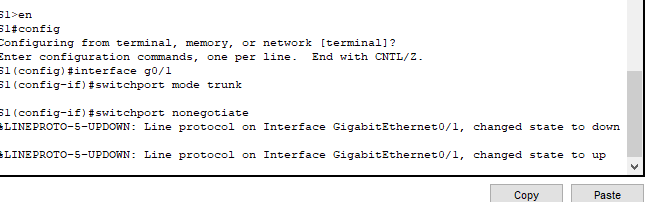 S1>en
S1#config
Configuring from terminal, memory, or network [terminal]?
Enter configuration commands, one per line.  End with CNTL/Z.
S1(config)#interface g0/1
S1(config-if)#switchport mode trunk
S1(config-if)#switchport nonegotiate
%LINEPROTO-5-UPDOWN: Line protocol on Interface GigabitEthernet0/1, changed state to down
%LINEPROTO-5-UPDOWN: Line protocol on Interface GigabitEthernet0/1, changed state to up
Copy
Paste